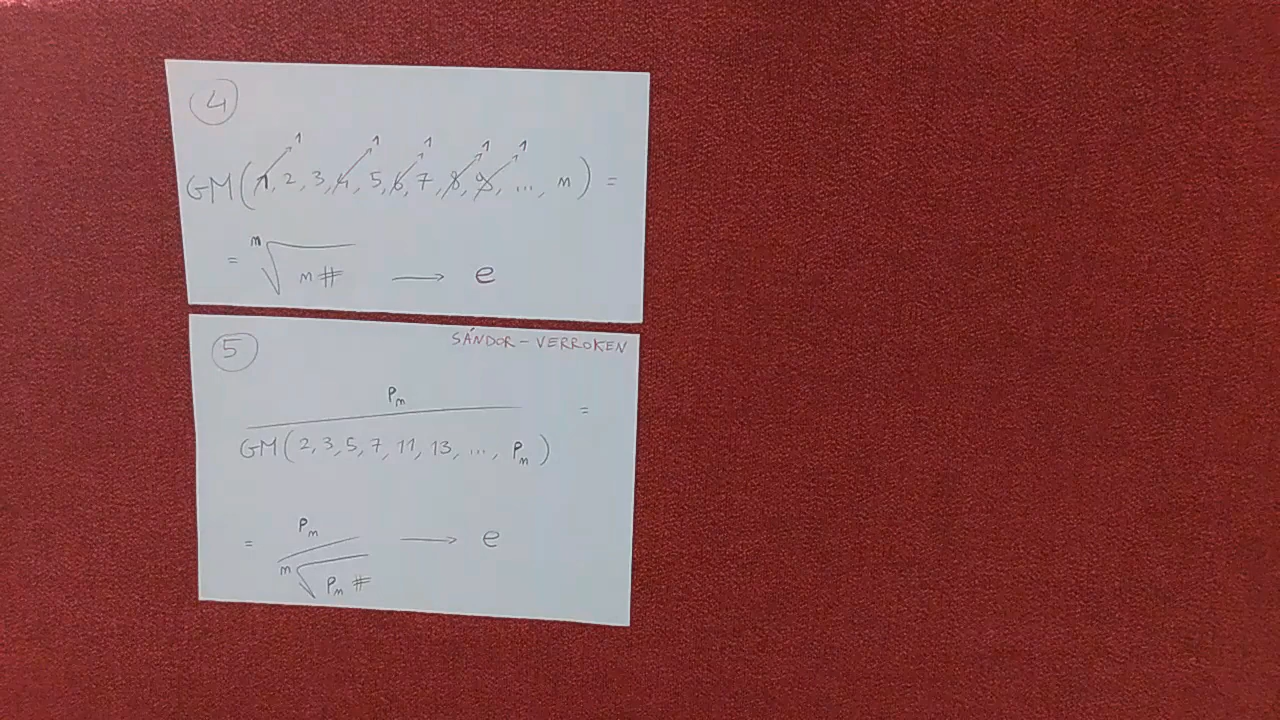 4
1 1 1 1 1
GM(1, 2, 3, 4, 5, 6, 7, 8, 9, ..., n) =
= ⁿ√n# ⟶ e
5
SÁNDOR - VERROKEN
pₙ
=
GM(2, 3, 5, 7, 11, 13, ..., pₙ)
pₙ
= ⟶ e
ⁿ√pₙ#